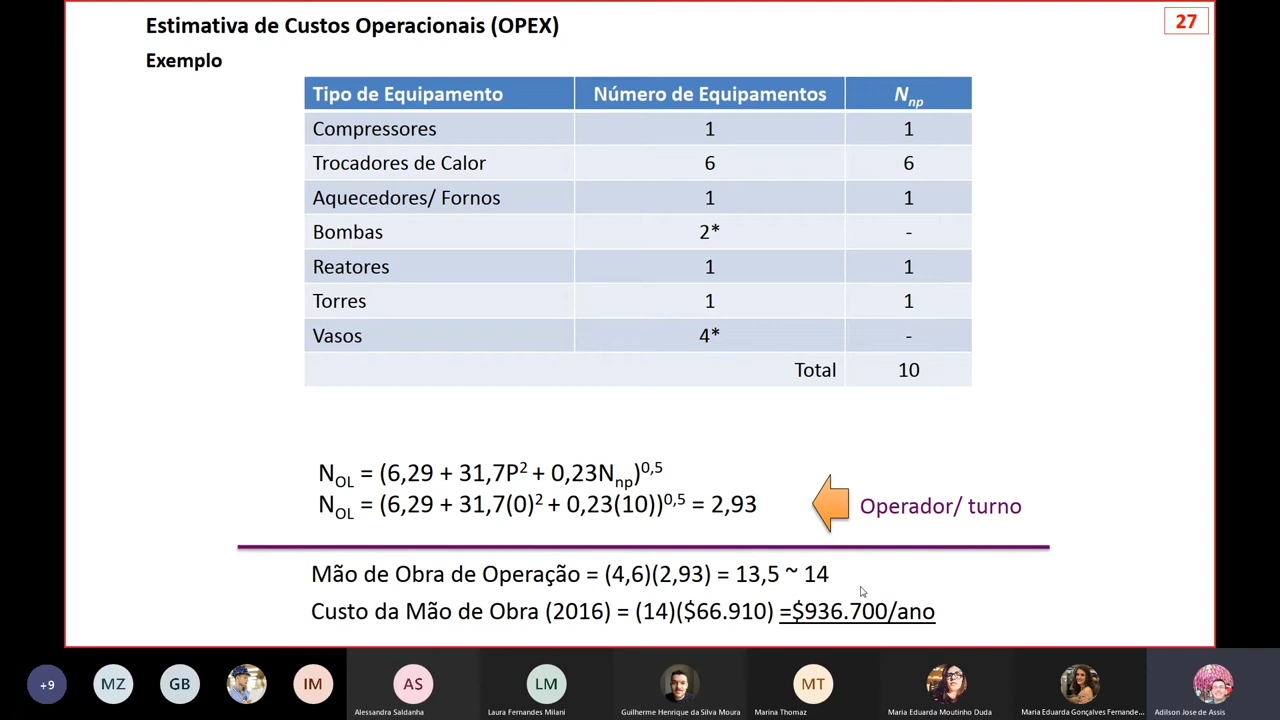 Estimativa de Custos Operacionais (OPEX)
27
Exemplo
Tipo de Equipamento Número de Equipamentos Nnp
Compressores 1 1
Trocadores de Calor 6 6
Aquecedores/ Fornos 1 1
Bombas 2* -
Reatores 1 1
Torres 1 1
Vasos 4* -
Total 10
NOL = (6,29 + 31,7P² + 0,23Nnp)⁰,⁵
NOL = (6,29 + 31,7(0)² + 0,23(10))⁰,⁵ = 2,93
Operador/ turno
Mão de Obra de Operação = (4,6)(2,93) = 13,5 ~ 14
Custo da Mão de Obra (2016) = (14)($66.910) =$936.700/ano
+9 MZ GB IM AS LM MT
Alessandra Saldanha Laura Fernandes Milani Guilherme Henrique da Silva Moura Marina Thomaz Maria Eduarda Moutinho Duda Maria Eduarda Gonçalves Fernande... Adilson Jose de Assis